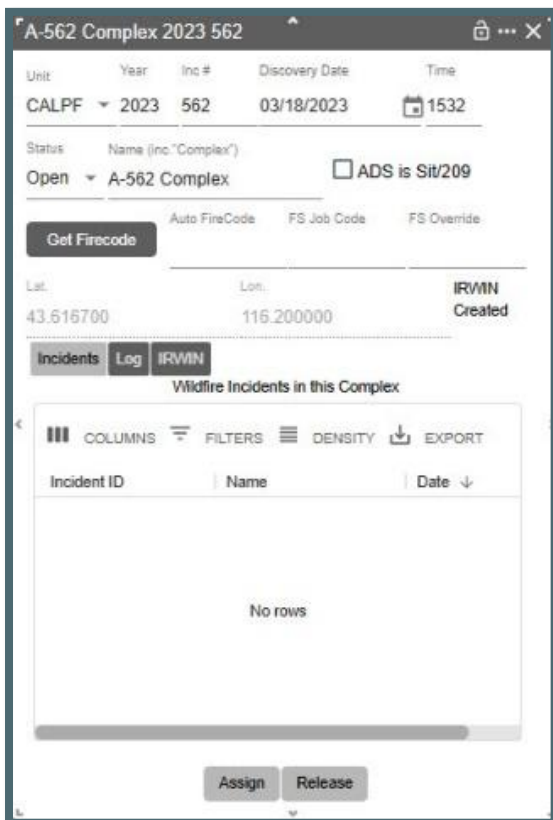 A-562 Complex 2023 562
Unit Year Inc # Discovery Date Time
CALPF 2023 562 03/18/2023 1532
Status Name (inc."Complex")
Open A-562 Complex ADS is Sit/209
Auto FireCode FS Job Code FS Override
Get Firecode
Lat. Lon. IRWIN
43.616700 116.200000 Created
Incidents Log IRWIN
Wildfire Incidents in this Complex
COLUMNS FILTERS DENSITY EXPORT
Incident ID Name Date
No rows
Assign Release